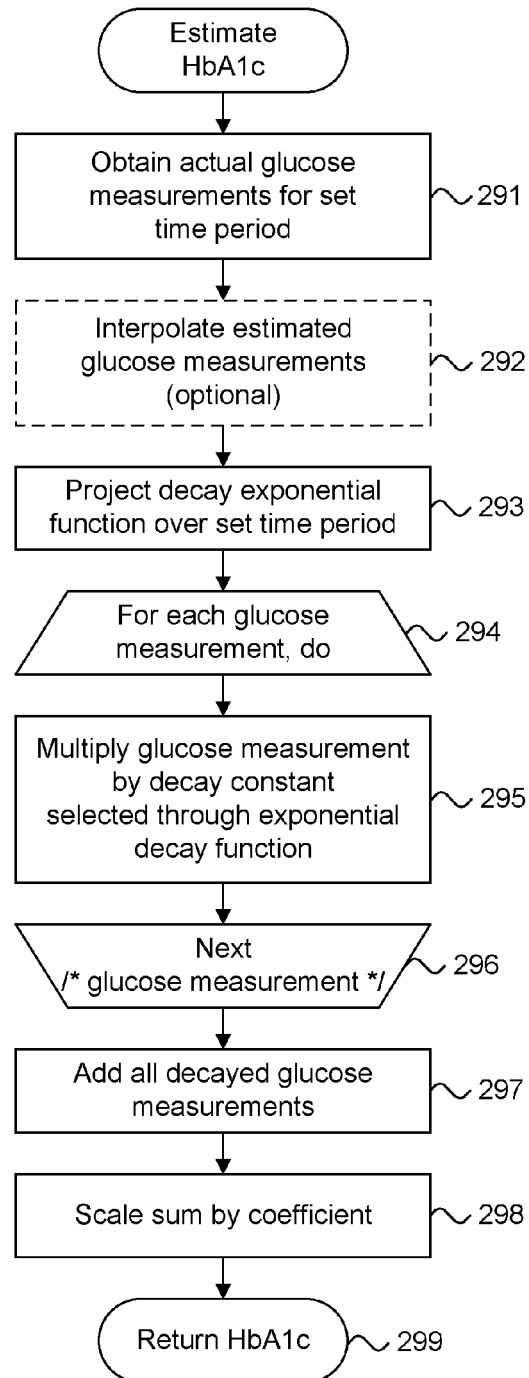 Estimate
HbA1c
Obtain actual glucose
measurements for set
time period
291
Interpolate estimated
glucose measurements
(optional)
292
Project decay exponential
function over set time period
293
For each glucose
measurement, do
294
Multiply glucose measurement
by decay constant
selected through exponential
decay function
295
Next
/* glucose measurement */
296
Add all decayed glucose
measurements
297
Scale sum by coefficient
298
Return HbA1c
299